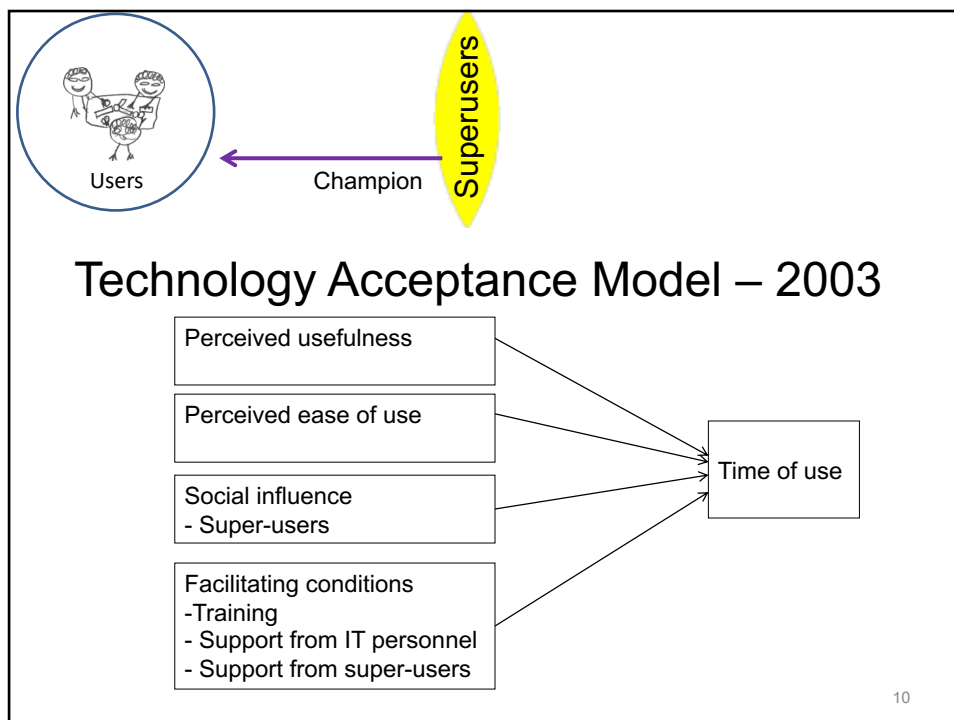 Users
Champion
Superusers
Technology Acceptance Model – 2003
Perceived usefulness
Perceived ease of use
Social influence
- Super-users
Facilitating conditions
-Training
- Support from IT personnel
- Support from super-users
Time of use
10